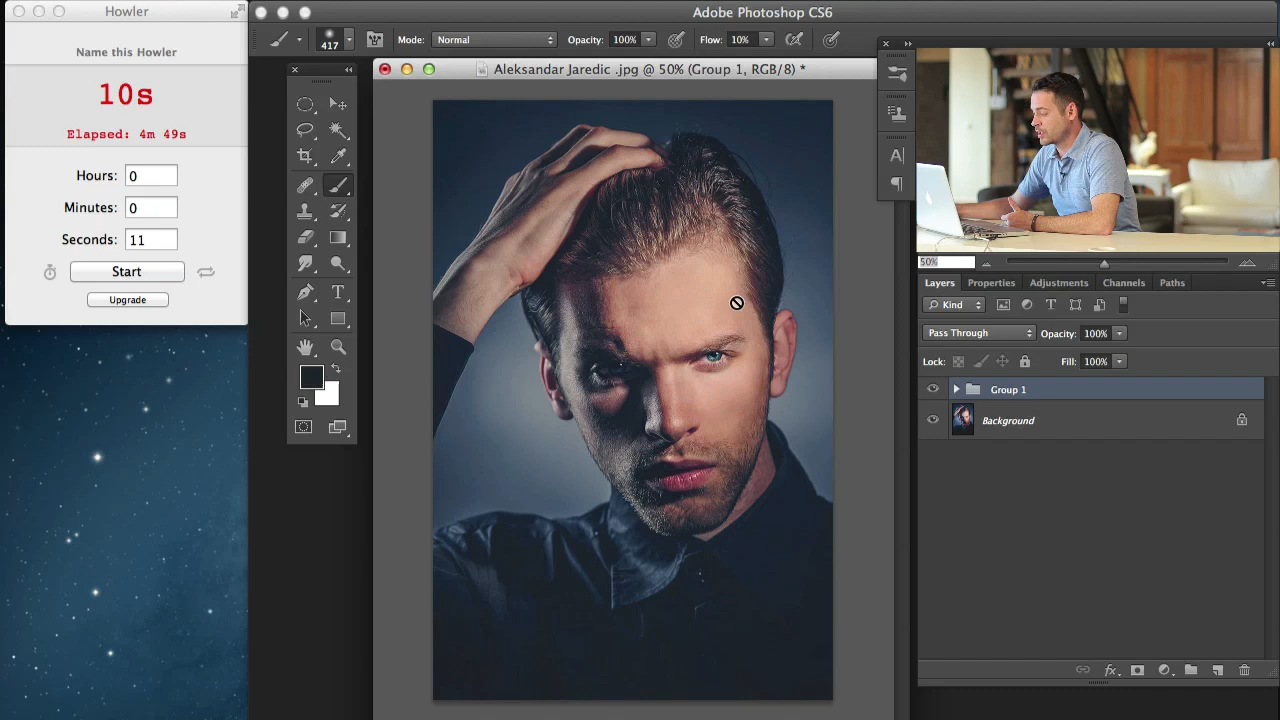 Howler
Name this Howler
10s
Elapsed: 4m 49s
Hours: 0
Minutes: 0
Seconds: 11
Start
Upgrade
Adobe Photoshop CS6
417
Mode: Normal
Opacity: 100%
Flow: 10%
Aleksandar Jaredic .jpg @ 50% (Group 1, RGB/8) *
50%
Layers Properties Adjustments Channels Paths
Kind
Pass Through
Opacity: 100%
Lock:
Fill: 100%
Group 1
Background